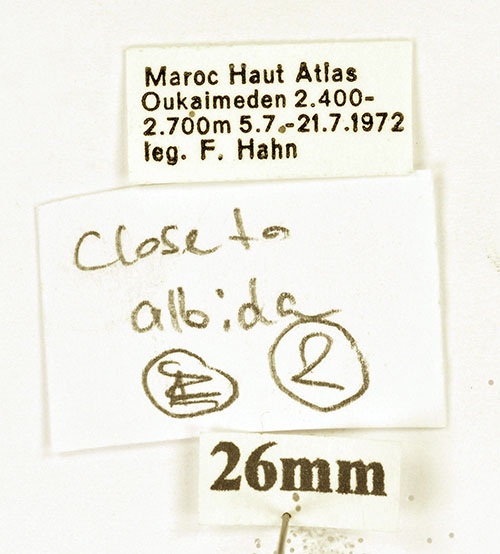 Maroc Haut Atlas
Oukaimeden 2.400-
2.700m 5.7.-21.7.1972
leg. F. Hahn
Close to
albida
2
26mm